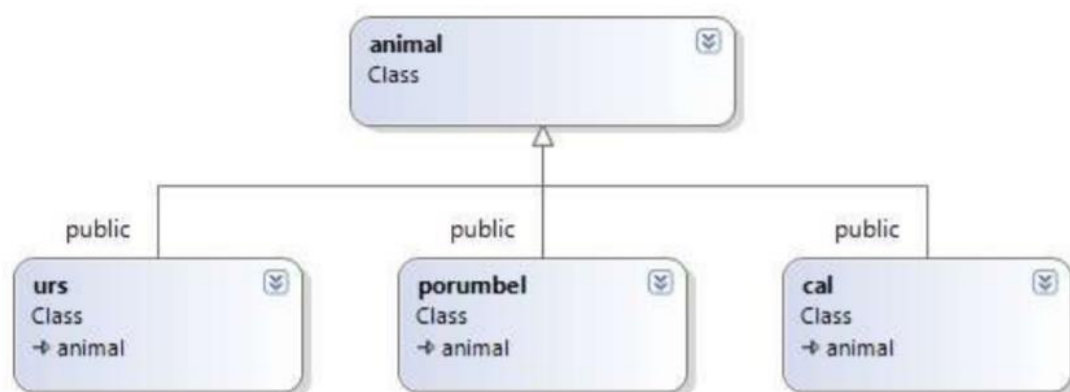 animal
Class
public
public
public
urs
Class
animal
porumbel
Class
animal
cal
Class
animal